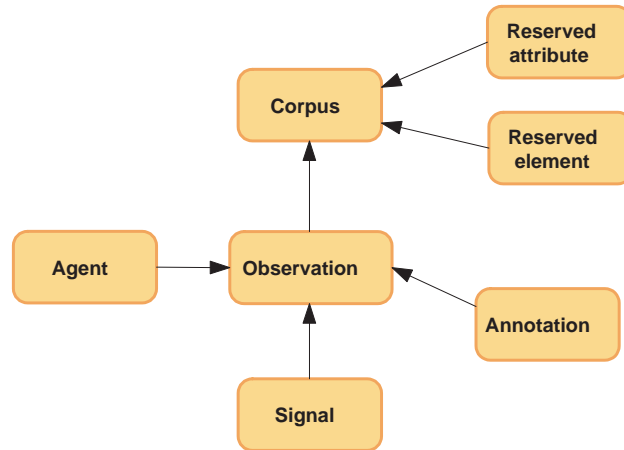 Reserved
attribute
Corpus
Reserved
element
Agent
Observation
Annotation
Signal